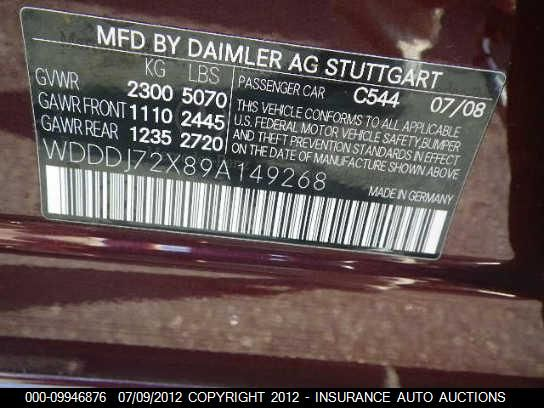 MFD BY DAIMLER AG STUTTGART
KG LBS
GVWR 2300 5070
GAWR FRONT 1110 2445
GAWR REAR 1235 2720
PASSENGER CAR C544 07/08
THIS VEHICLE CONFORMS TO ALL APPLICABLE
U.S. FEDERAL MOTOR VEHICLE SAFETY, BUMPER
AND THEFT PREVENTION STANDARDS IN EFFECT
ON THE DATE OF MANUFACTURE SHOWN ABOVE
WDDDJ72X89A149268
MADE IN GERMANY
000-09946876 07/09/2012 COPYRIGHT 2012 - INSURANCE AUTO AUCTIONS